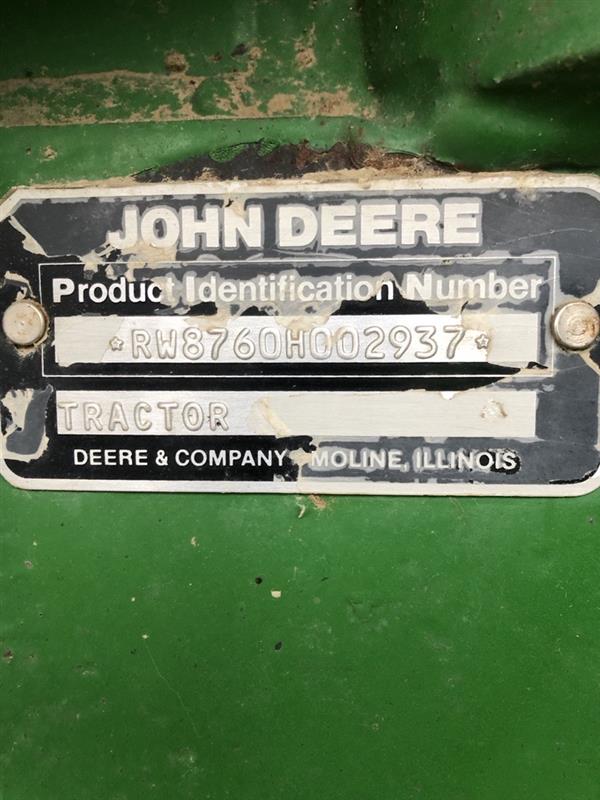 JOHN DEERE
Product Identification Number
*RW8760H002937*
TRACTOR
DEERE & COMPANY MOLINE, ILLINOIS